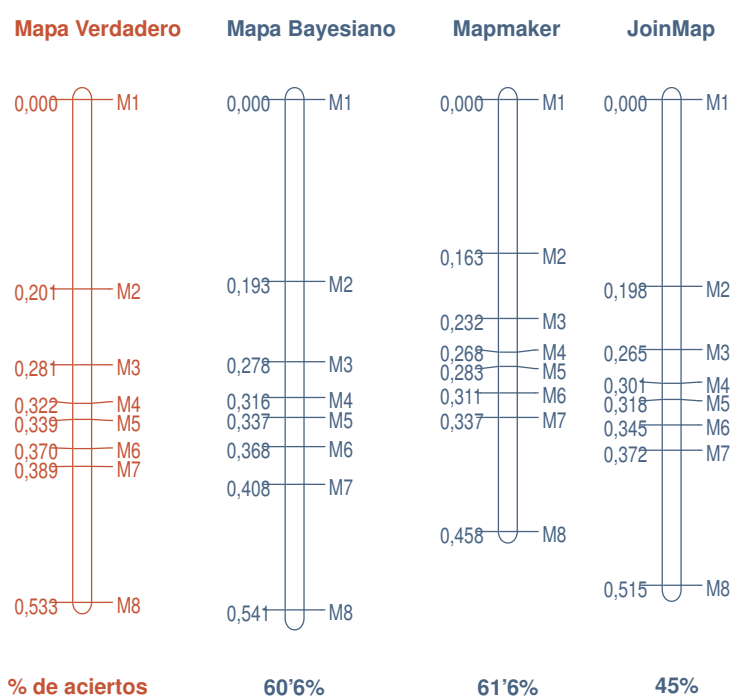 Mapa Verdadero
0,000 M1
0,201 M2
0,281 M3
0,322 M4
0,339 M5
0,370 M6
0,389 M7
0,533 M8
% de aciertos
Mapa Bayesiano
0,000 M1
0,193 M2
0,278 M3
0,316 M4
0,337 M5
0,368 M6
0,408 M7
0,541 M8
60'6%
Mapmaker
0,000 M1
0,163 M2
0,232 M3
0,268 M4
0,283 M5
0,311 M6
0,337 M7
0,458 M8
61'6%
JoinMap
0,000 M1
0,198 M2
0,265 M3
0,301 M4
0,318 M5
0,345 M6
0,372 M7
0,515 M8
45%